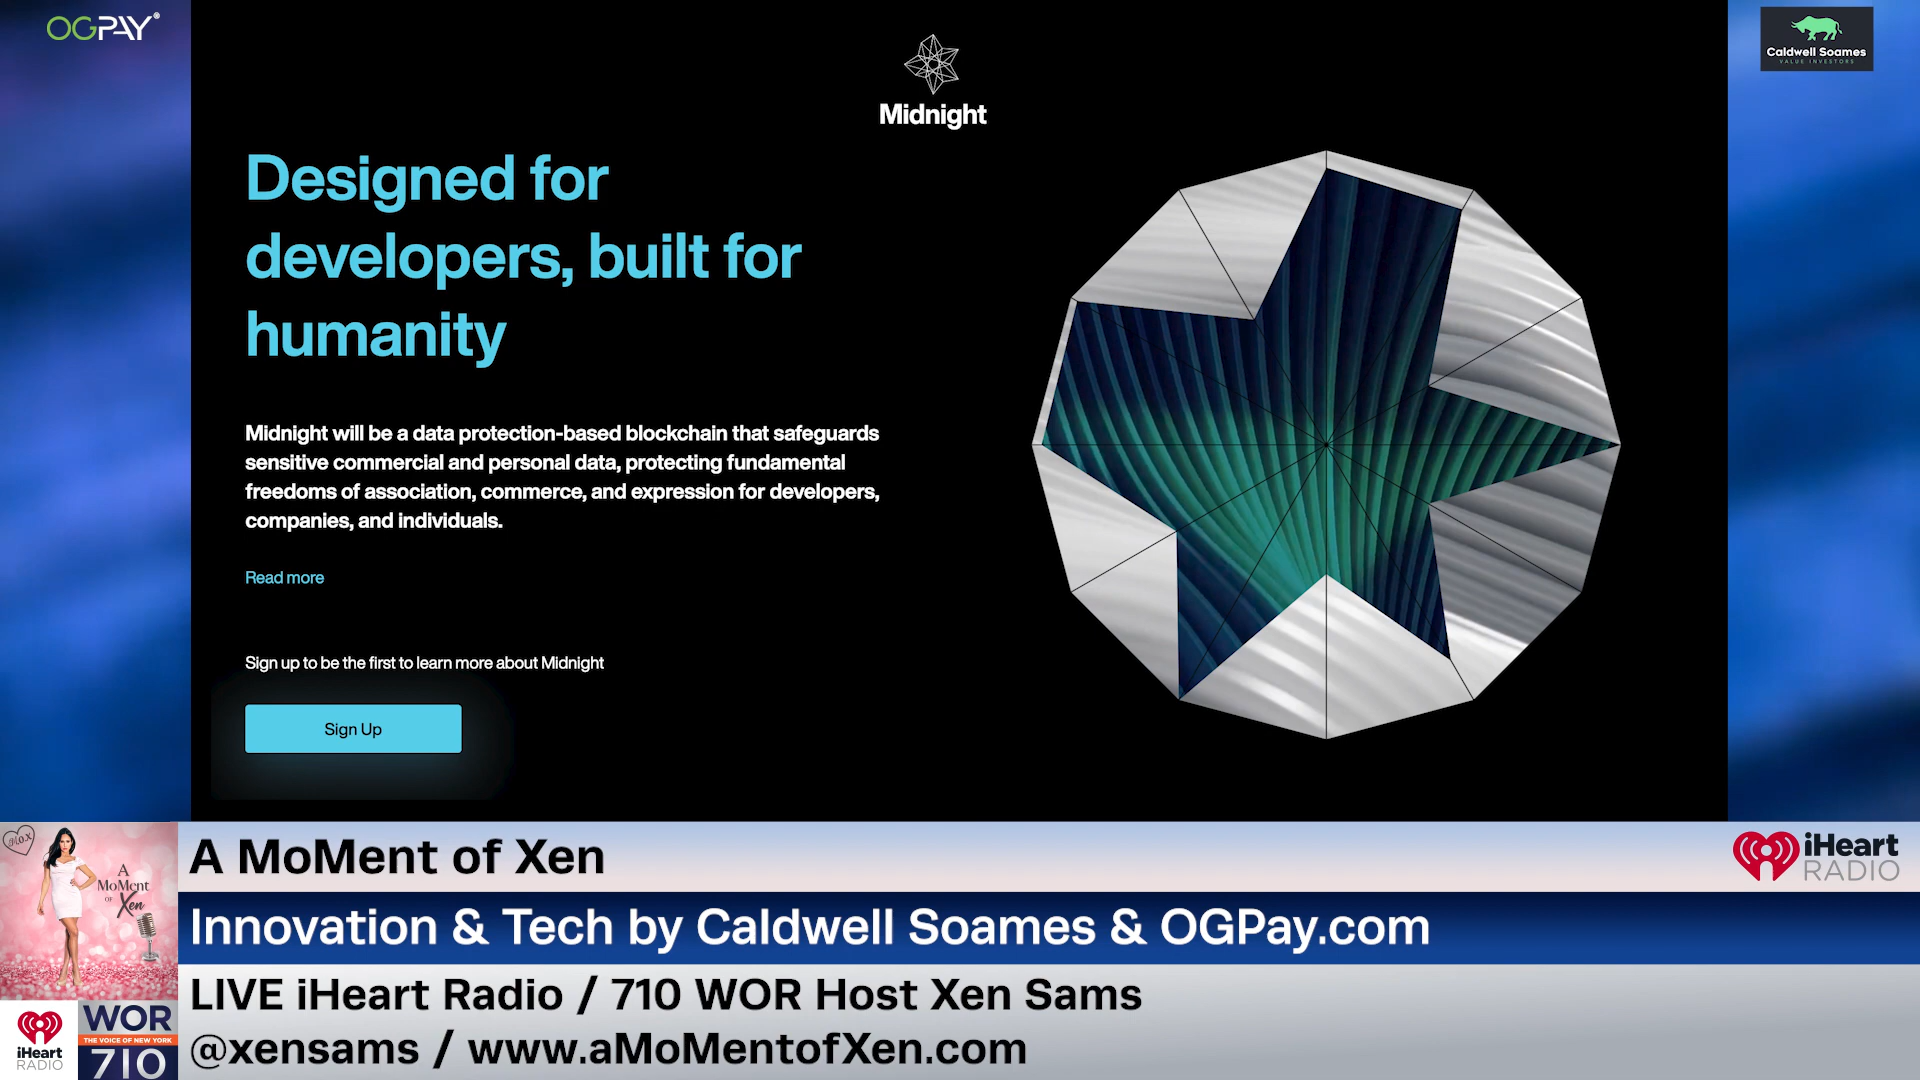 OGPAY®
Caldwell Soames
VALUE INVESTORS
Midnight
Designed for
developers, built for
humanity
Midnight will be a data protection-based blockchain that safeguards
sensitive commercial and personal data, protecting fundamental
freedoms of association, commerce, and expression for developers,
companies, and individuals.
Read more
Sign up to be the first to learn more about Midnight
Sign Up
M.O.X
A
MoMent
OF Xen
A MoMent of Xen
iHeart
RADIO
Innovation & Tech by Caldwell Soames & OGPay.com
LIVE iHeart Radio / 710 WOR Host Xen Sams
@xensams / www.aMoMentofXen.com
iHeart
RADIO
WOR
THE VOICE OF NEW YORK
710